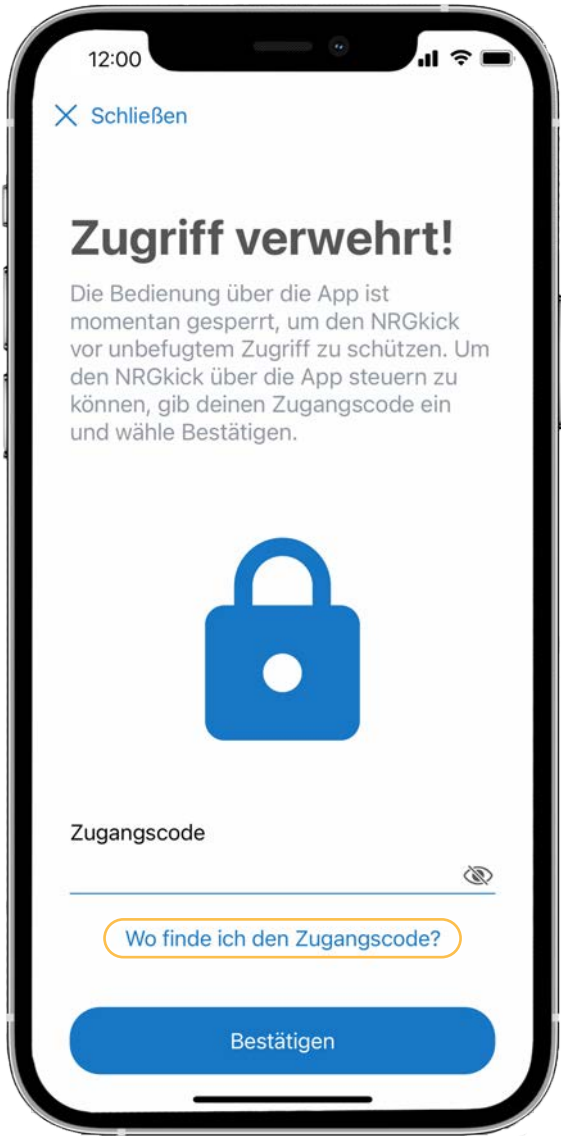 12:00
Schließen
Zugriff verwehrt!
Die Bedienung über die App ist
momentan gesperrt, um den NRGkick
vor unbefugtem Zugriff zu schützen. Um
den NRGkick über die App steuern zu
können, gib deinen Zugangscode ein
und wähle Bestätigen.
Zugangscode
Wo finde ich den Zugangscode?
Bestätigen